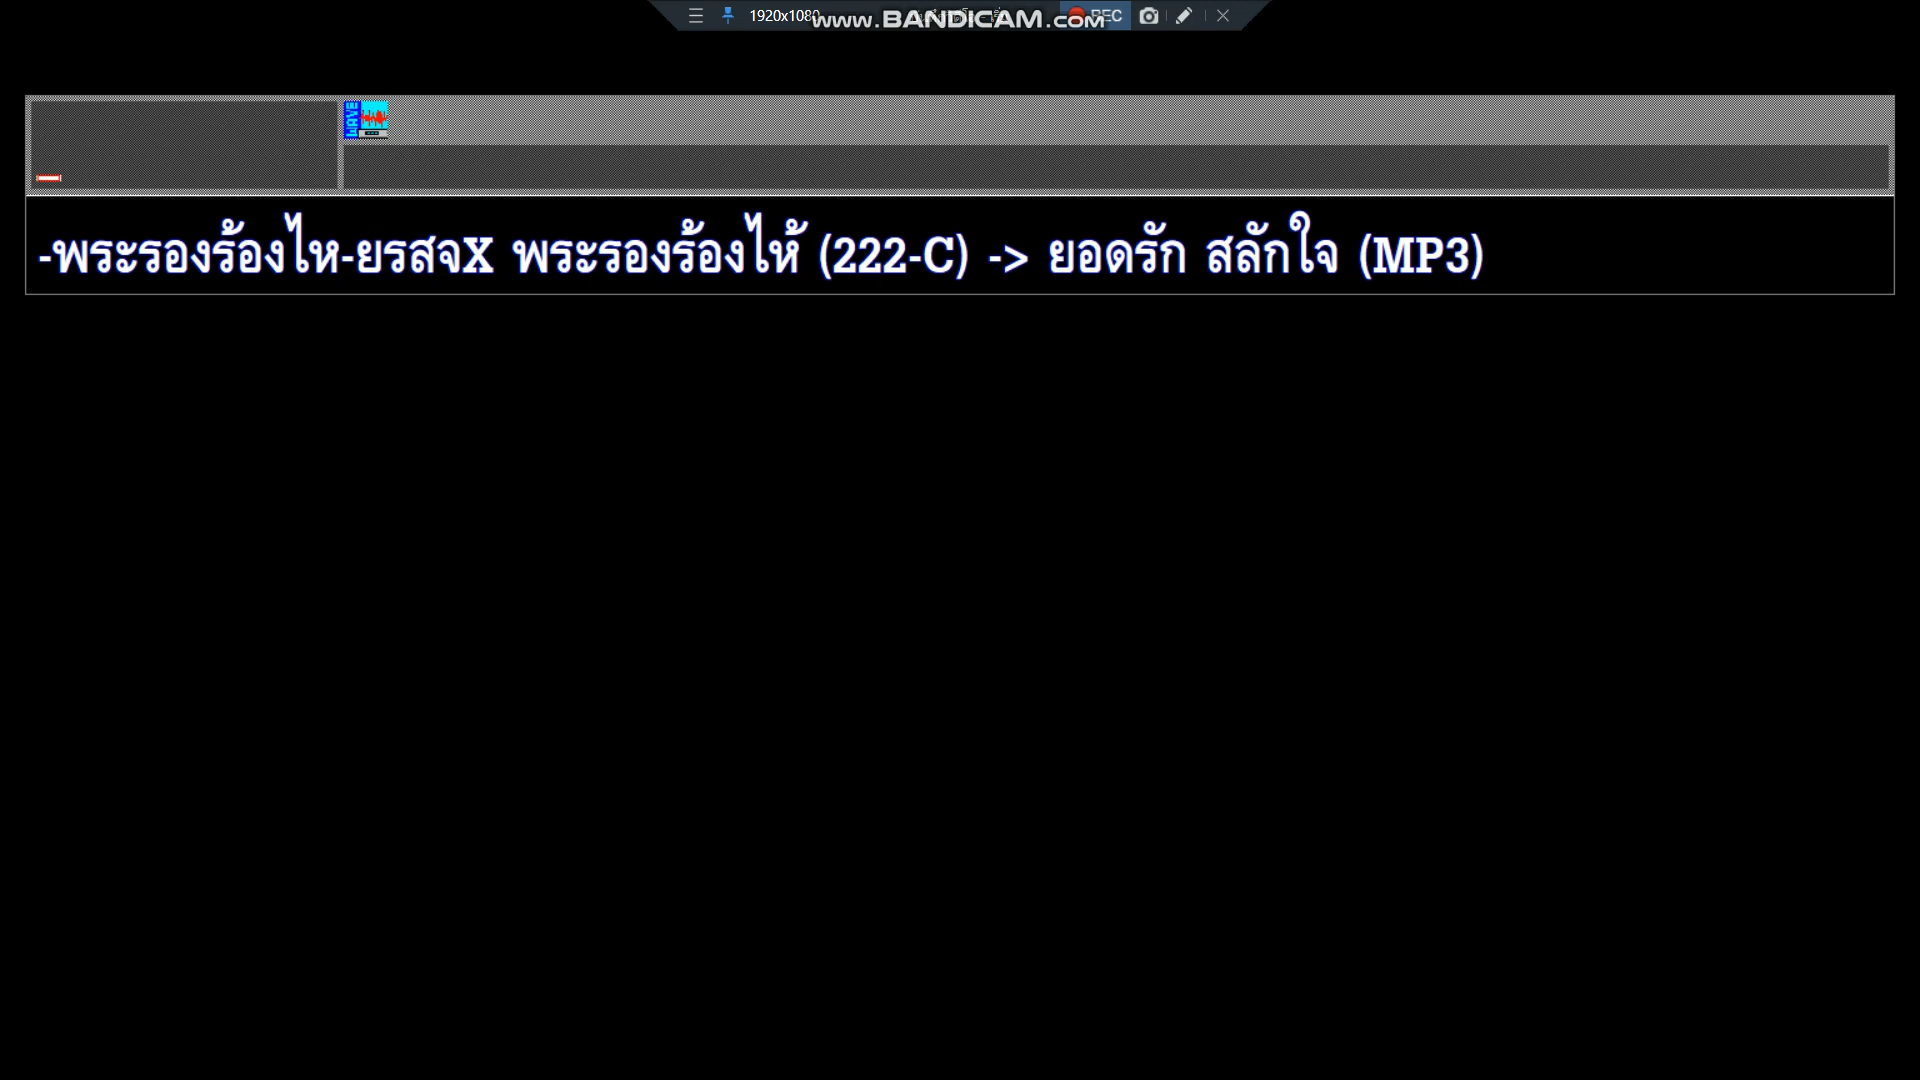 1920x1080
www.BANDICAM.com
REC
WAVE
-พระรองร้องไห-ยรสจX พระรองร้องไห้ (222-C) -> ยอดรัก สลักใจ (MP3)